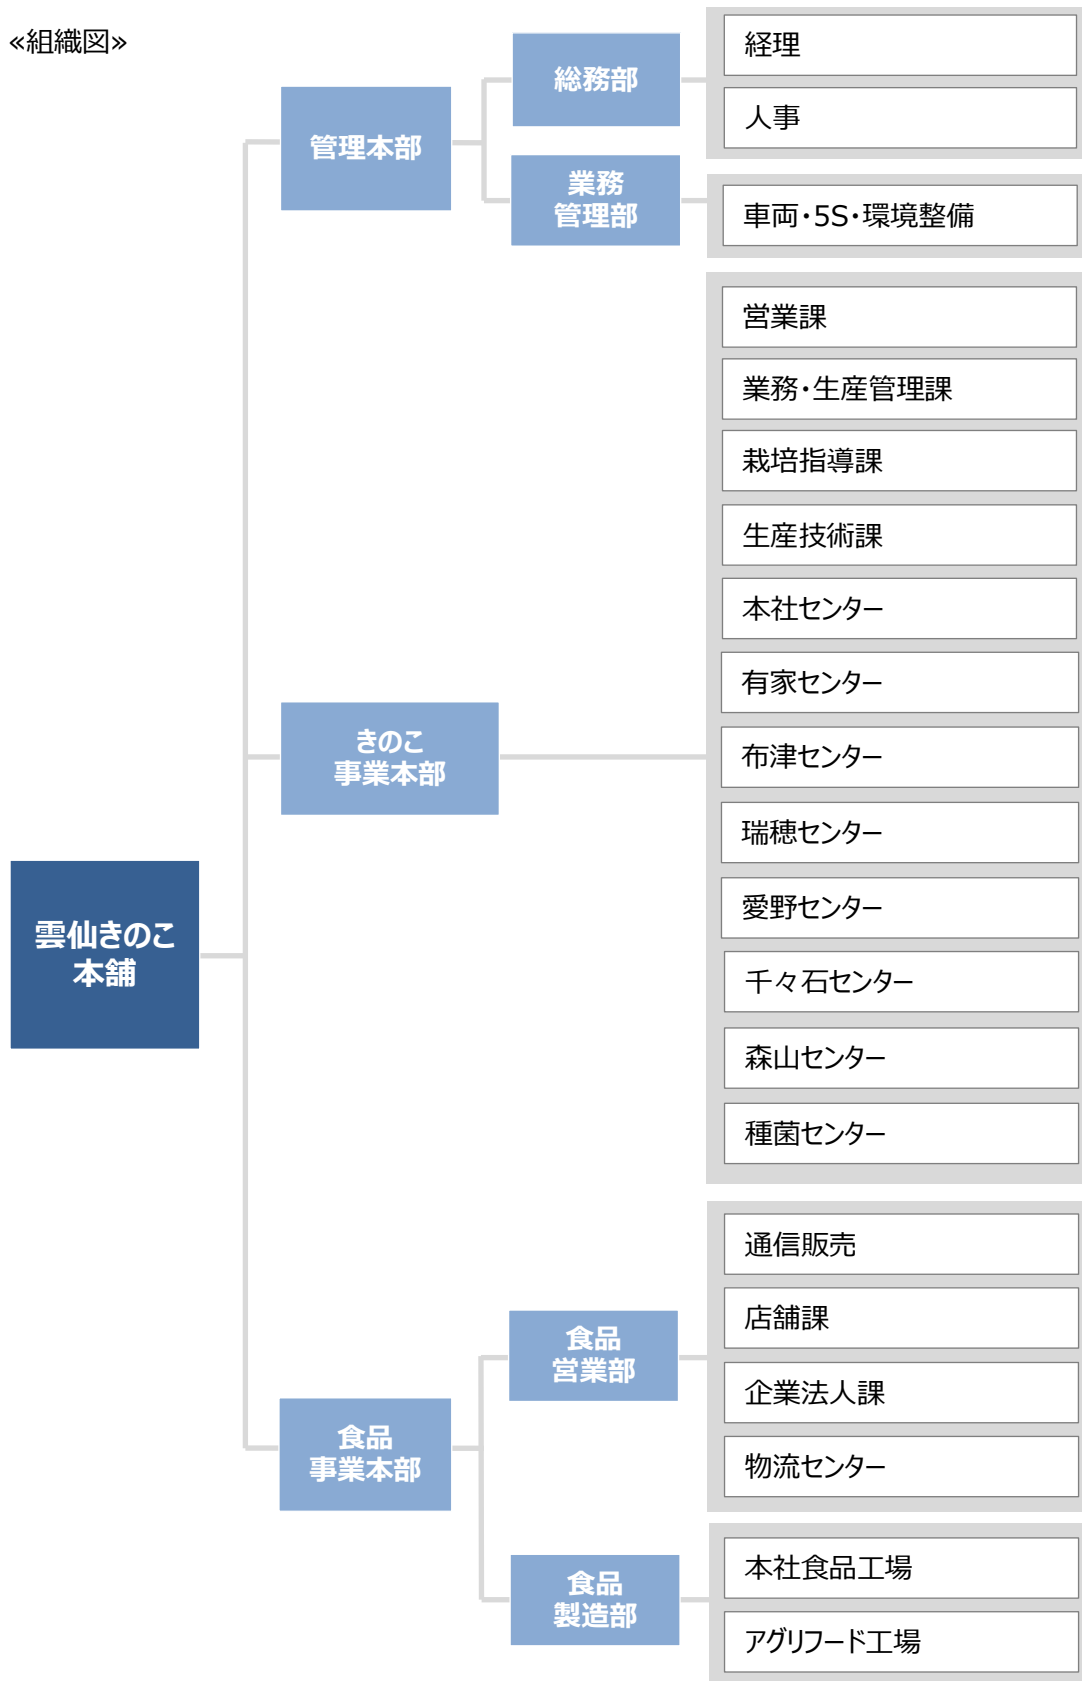 ≪組織図≫
総務部
経理
人事
管理本部
業務
管理部
車両・5S・環境整備
営業課
業務・生産管理課
栽培指導課
生産技術課
本社センター
有家センター
布津センター
瑞穂センター
愛野センター
千々石センター
森山センター
種菌センター
きのこ
事業本部
雲仙きのこ
本舗
通信販売
店舗課
企業法人課
物流センター
食品
営業部
食品
事業本部
食品
製造部
本社食品工場
アグリフード工場